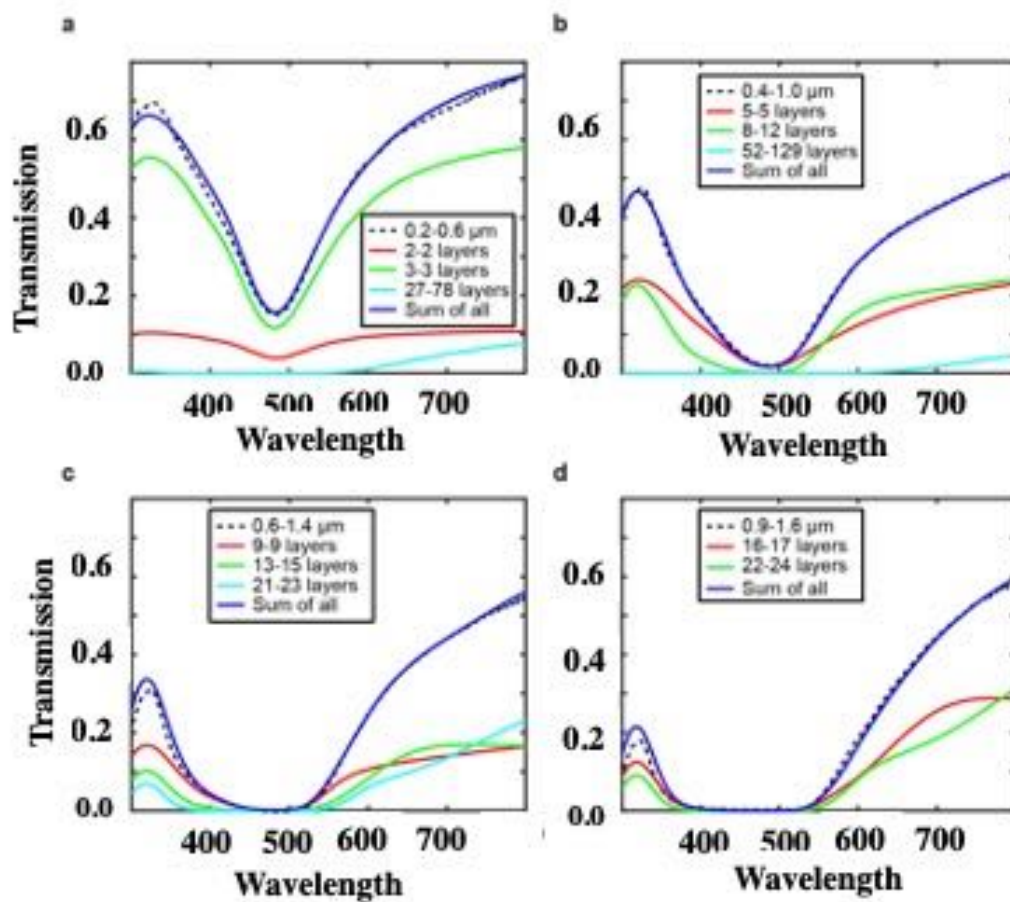 a
0.6
0.4
0.2
0.0
Transmission
0.2-0.6 µm
2-2 layers
3-3 layers
27-78 layers
Sum of all
400 500 600 700
Wavelength
b
0.6
0.4
0.2
0.0
0.4-1.0 µm
5-5 layers
8-12 layers
52-129 layers
Sum of all
400 500 600 700
Wavelength
c
0.6
0.4
0.2
0.0
Transmission
0.6-1.4 µm
9-9 layers
13-15 layers
21-23 layers
Sum of all
400 500 600 700
Wavelength
d
0.6
0.4
0.2
0.0
0.9-1.6 µm
16-17 layers
22-24 layers
Sum of all
400 500 600 700
Wavelength